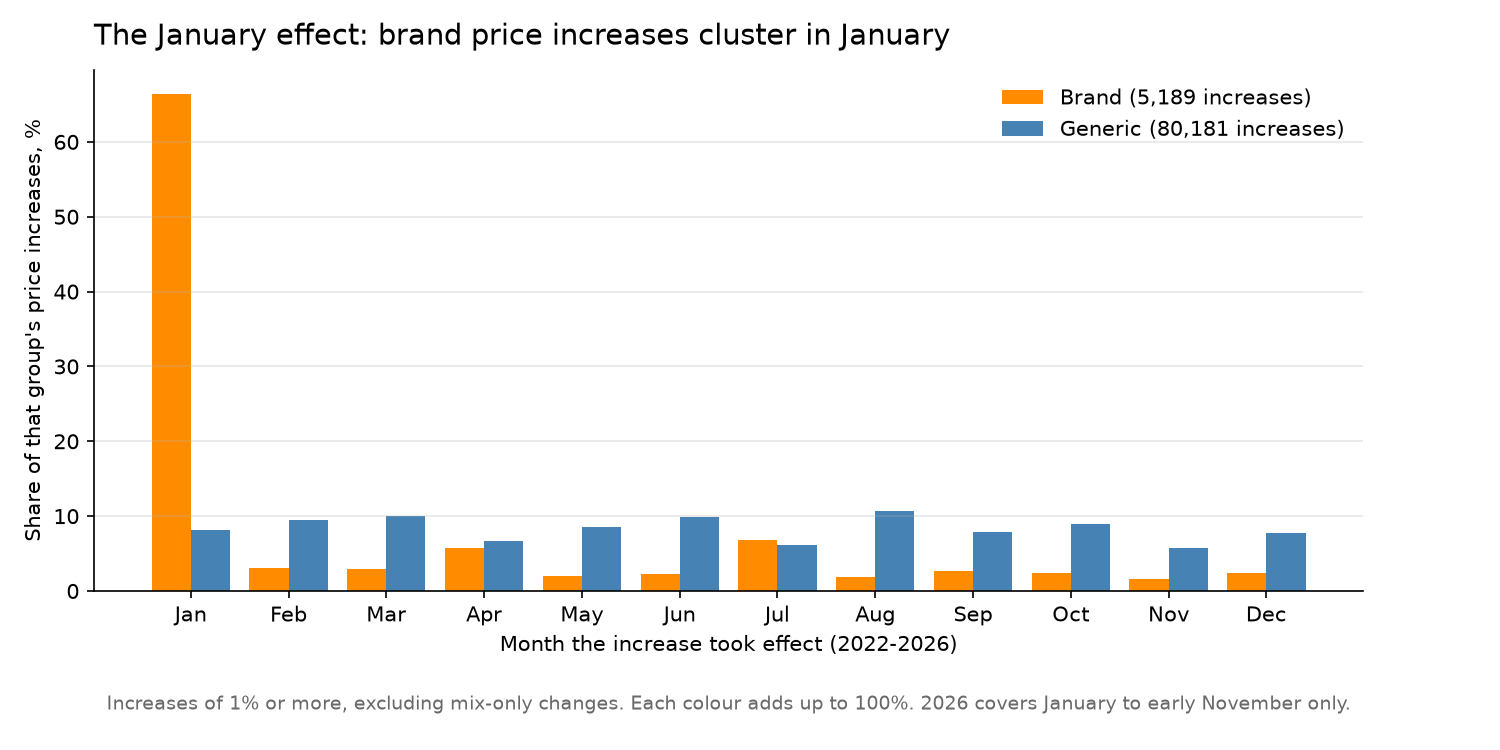 The January effect: brand price increases cluster in January
Brand (5,189 increases)
Generic (80,181 increases)
Share of that group's price increases, %
60
50
40
30
20
10
0
Jan Feb Mar Apr May Jun Jul Aug Sep Oct Nov Dec
Month the increase took effect (2022-2026)
Increases of 1% or more, excluding mix-only changes. Each colour adds up to 100%. 2026 covers January to early November only.